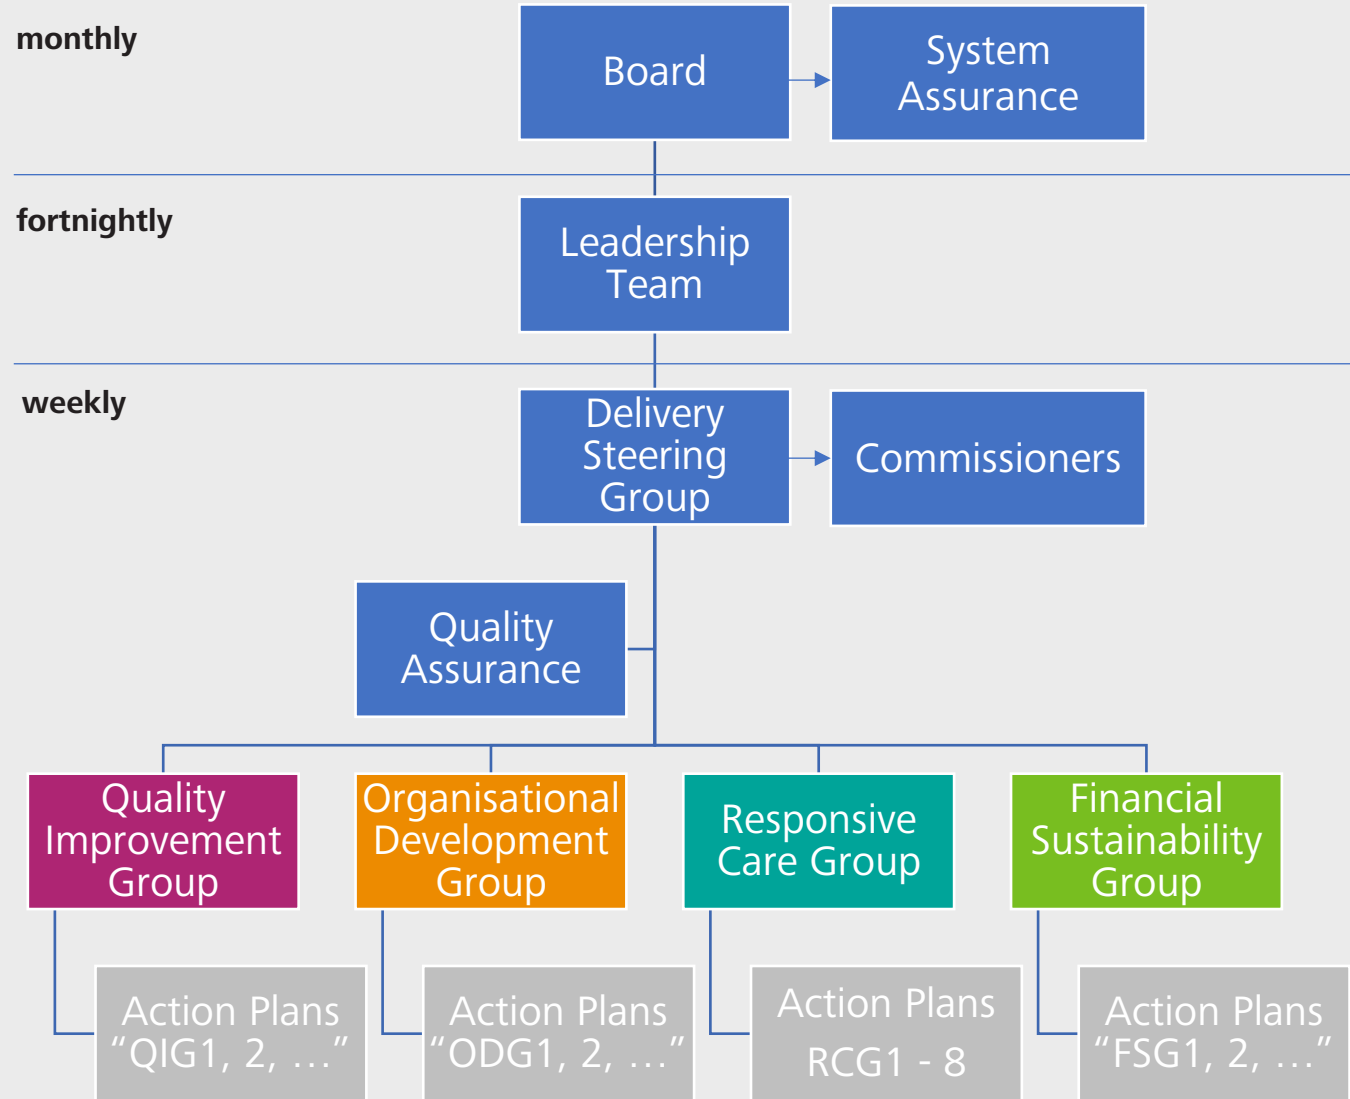 monthly
Board
System
Assurance
fortnightly
Leadership
Team
weekly
Delivery
Steering
Group
Commissioners
Quality
Assurance
Quality
Improvement
Group
Organisational
Development
Group
Responsive
Care Group
Financial
Sustainability
Group
Action Plans
“QIG1, 2, …”
Action Plans
“ODG1, 2, …”
Action Plans
RCG1 - 8
Action Plans
“FSG1, 2, …”